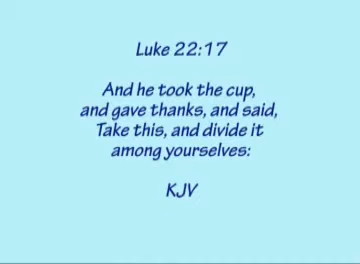 Luke 22:17
And he took the cup,
and gave thanks, and said,
Take this, and divide it
among yourselves:
KJV